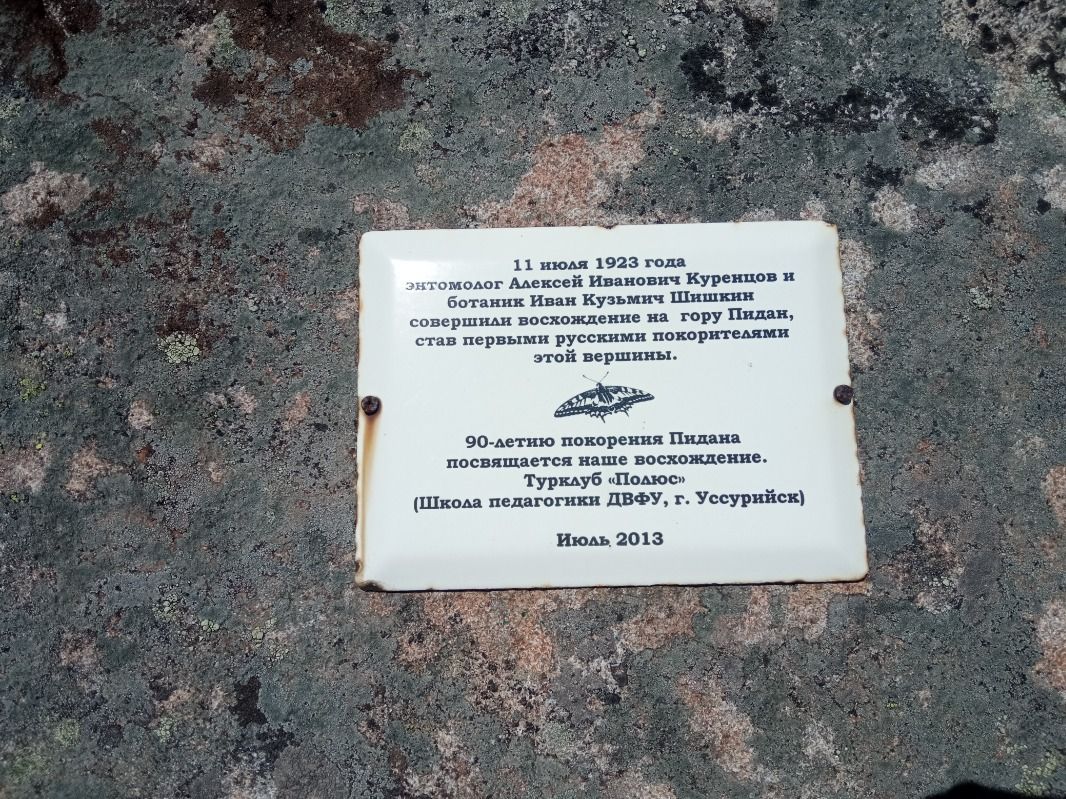 11 июля 1923 года
энтомолог Алексей Иванович Куренцов и
ботаник Иван Кузьмич Шишкин
совершили восхождение на гору Пидан,
став первыми русскими покорителями
этой вершины.
90-летию покорения Пидана
посвящается наше восхождение.
Турклуб «Полюс»
(Школа педагогики ДВФУ, г. Уссурийск)
Июль 2013